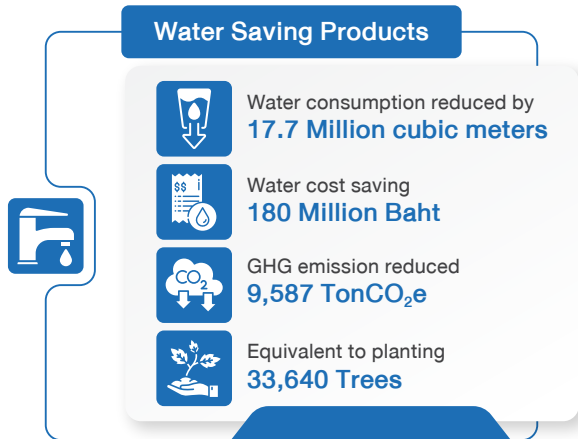 Water Saving Products
Water consumption reduced by
17.7 Million cubic meters
$$
Water cost saving
180 Million Baht
CO₂
GHG emission reduced
9,587 TonCO₂e
Equivalent to planting
33,640 Trees